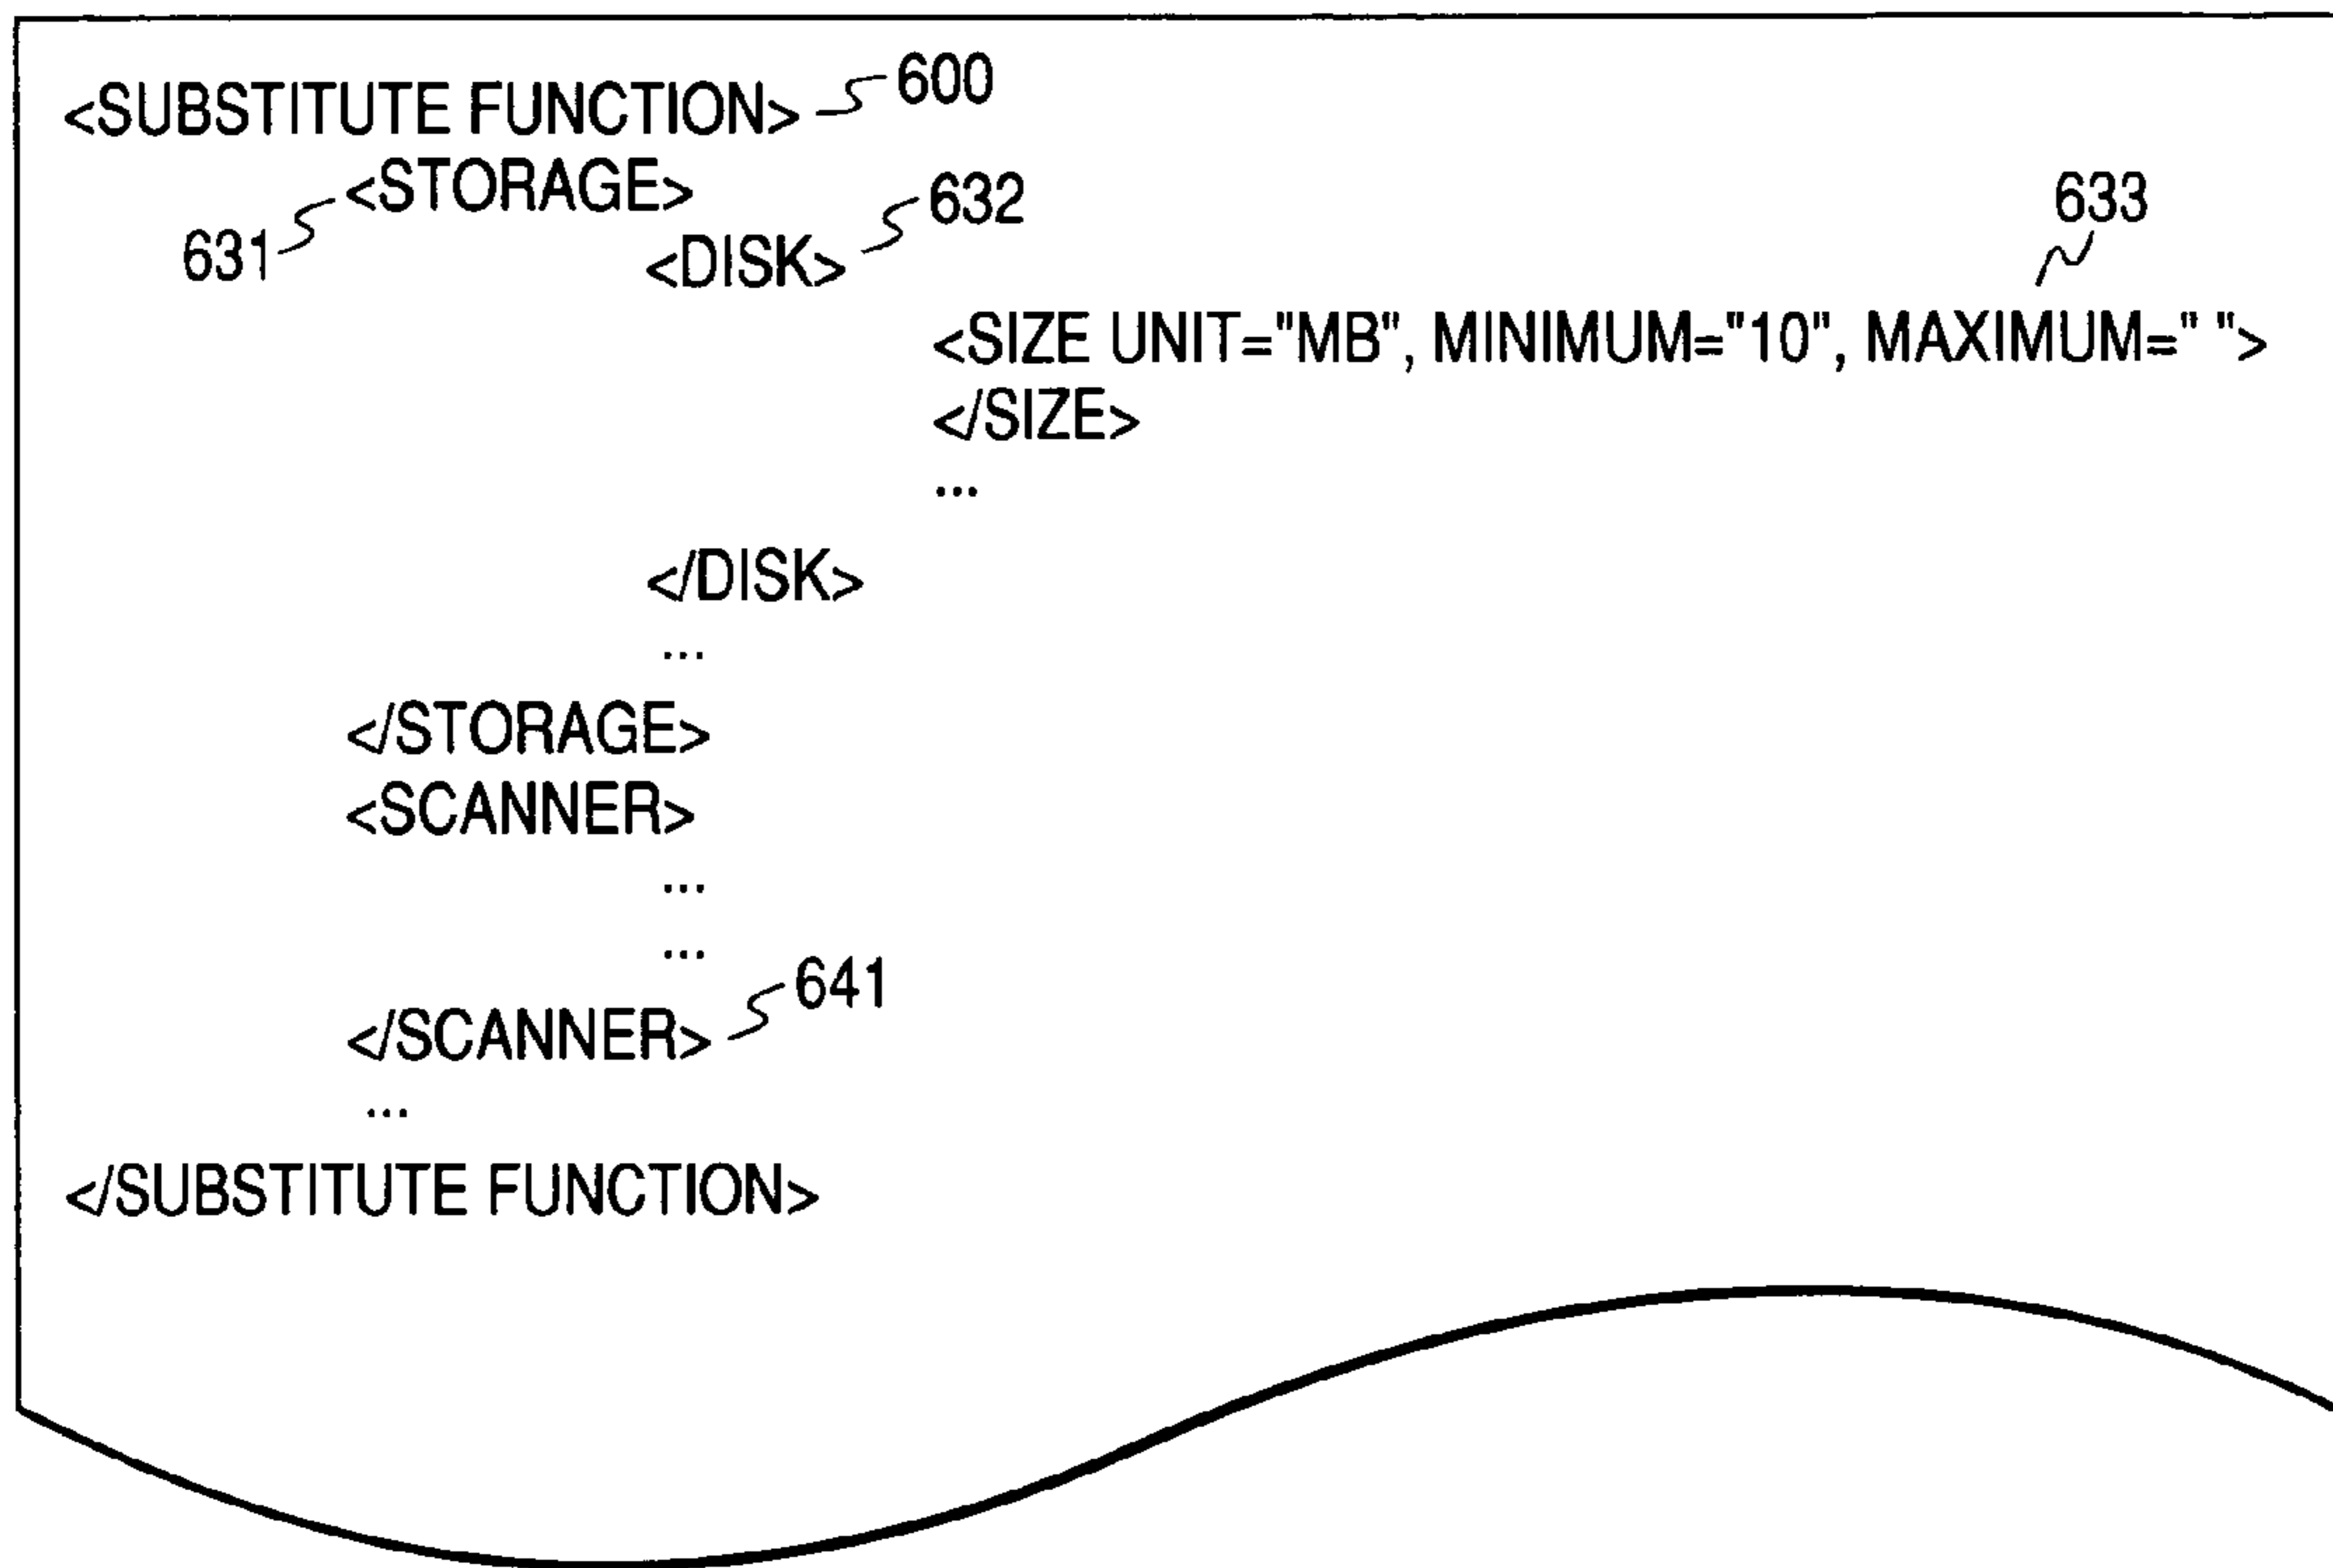 <SUBSTITUTE FUNCTION> 600
<STORAGE>
631 <DISK> 632 633
<SIZE UNIT="MB", MINIMUM="10", MAXIMUM=" ">
</SIZE>
...
</DISK>
...
</STORAGE>
<SCANNER>
...
...
</SCANNER> 641
...
</SUBSTITUTE FUNCTION>